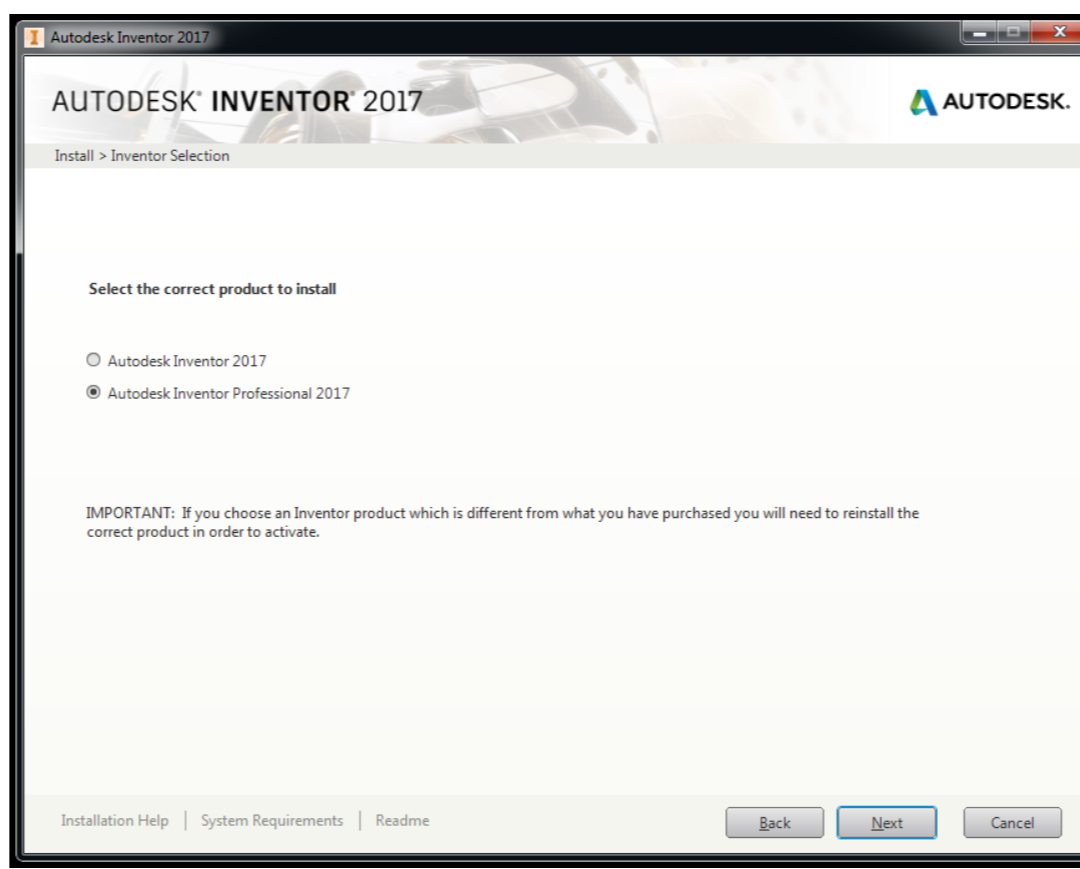 Autodesk Inventor 2017
AUTODESK® INVENTOR® 2017
AUTODESK.
Install > Inventor Selection
Select the correct product to install
Autodesk Inventor 2017
Autodesk Inventor Professional 2017
IMPORTANT: If you choose an Inventor product which is different from what you have purchased you will need to reinstall the
correct product in order to activate.
Installation Help | System Requirements | Readme
Back Next Cancel